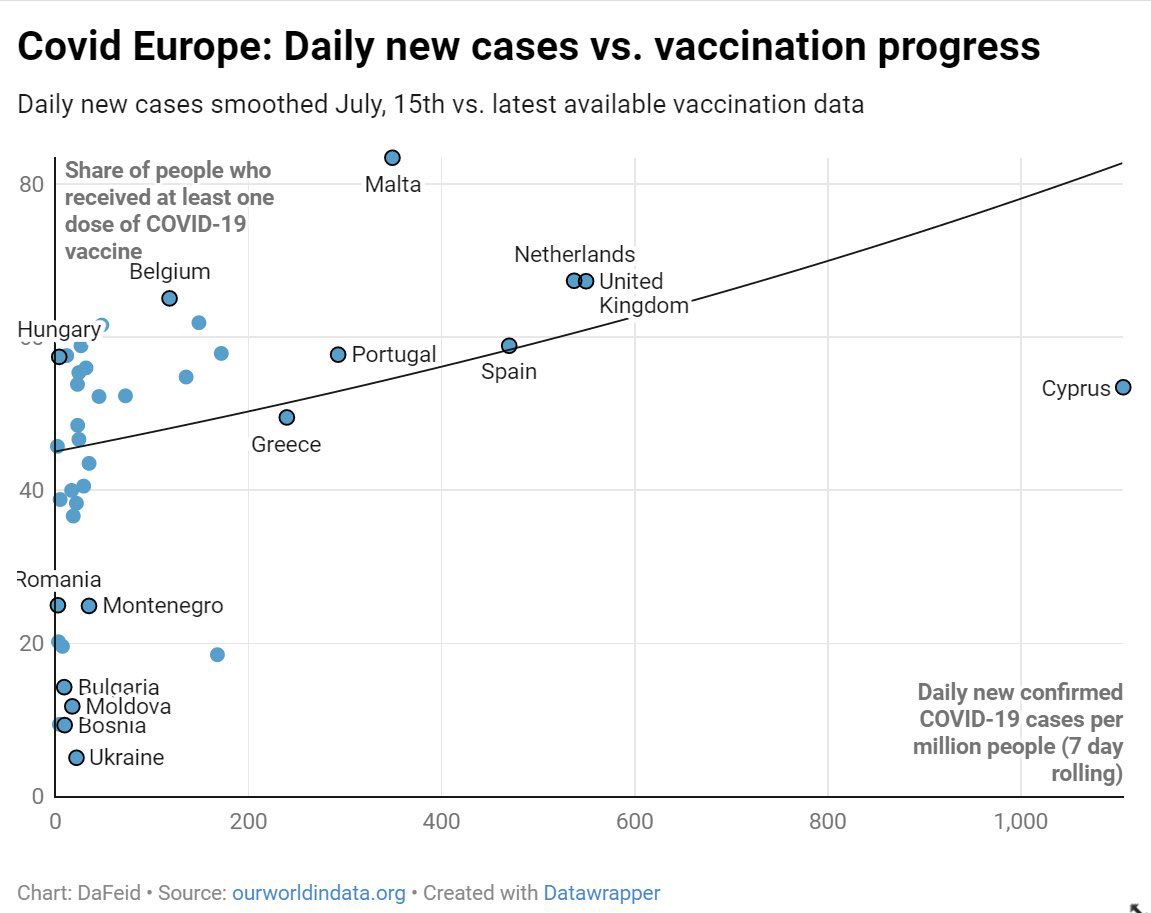 Covid Europe: Daily new cases vs. vaccination progress
Daily new cases smoothed July, 15th vs. latest available vaccination data
Share of people who
received at least one
dose of COVID-19
vaccine
80
Malta
Belgium
Netherlands
United
Kingdom
Hungary
Portugal
Spain
Cyprus
Greece
40
Romania
Montenegro
20
Bulgaria
Moldova
Bosnia
Ukraine
Daily new confirmed
COVID-19 cases per
million people (7 day
rolling)
0
0 200 400 600 800 1,000
Chart: DaFeid • Source: ourworldindata.org • Created with Datawrapper